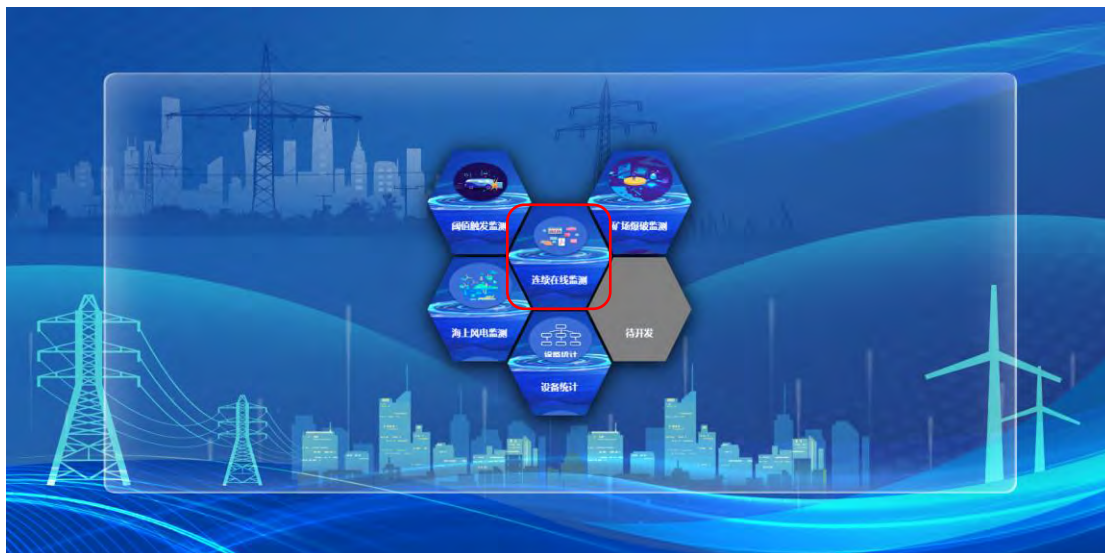 阈值触发监测
矿场爆破监测
连续在线监测
海上风电监测
待开发
设备统计
设备统计